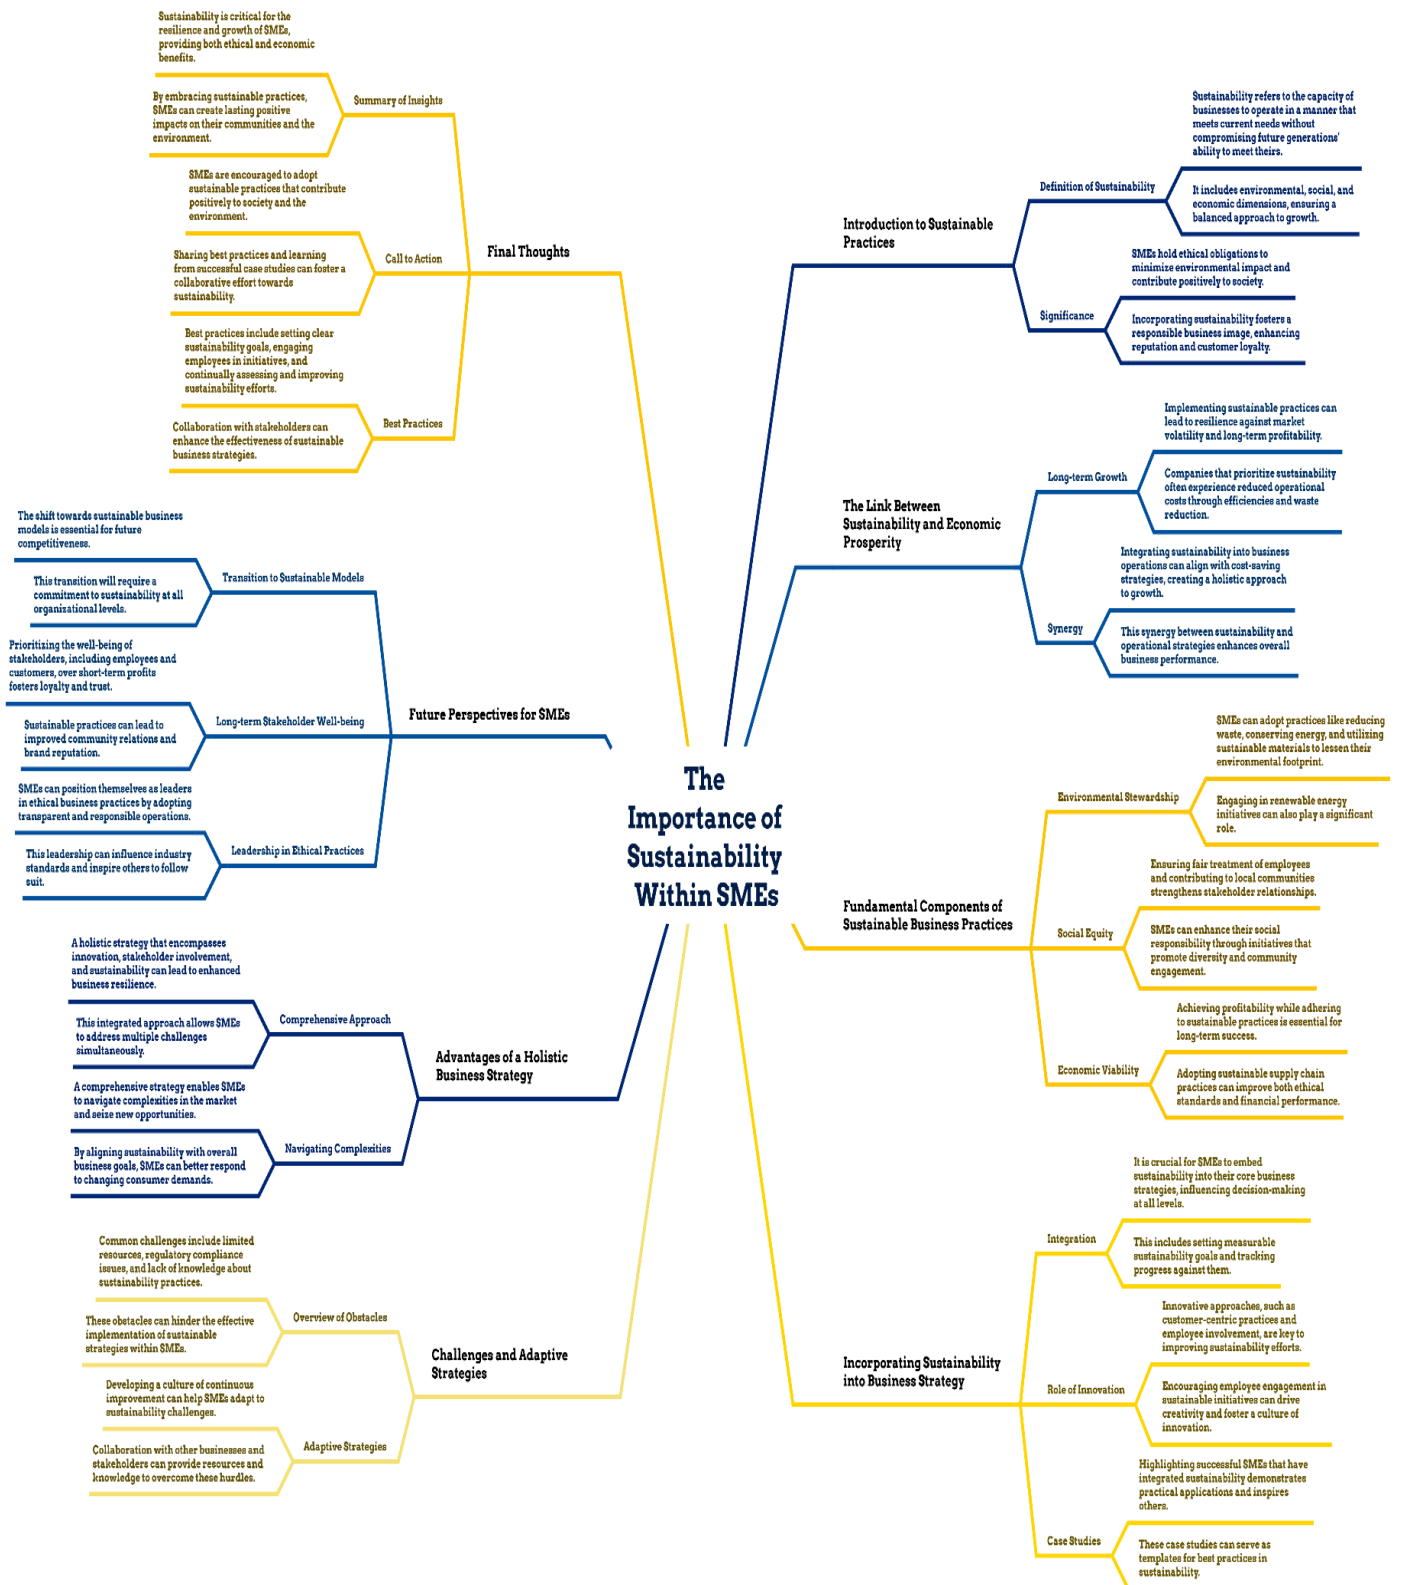 The
Importance of
Sustainability
Within SMEs
Introduction to Sustainable
Practices
Definition of Sustainability
Sustainability refers to the capacity of
businesses to operate in a manner that
meets current needs without
compromising future generations'
ability to meet theirs.
It includes environmental, social, and
economic dimensions, ensuring a
balanced approach to growth.
Significance
SMEs hold ethical obligations to
minimize environmental impact and
contribute positively to society.
Incorporating sustainability fosters a
responsible business image, enhancing
reputation and customer loyalty.
The Link Between
Sustainability and Economic
Prosperity
Long-term Growth
Implementing sustainable practices can
lead to resilience against market
volatility and long-term profitability.
Companies that prioritize sustainability
often experience reduced operational
costs through efficiencies and waste
reduction.
Synergy
Integrating sustainability into business
operations can align with cost-saving
strategies, creating a holistic approach
to growth.
This synergy between sustainability and
operational strategies enhances overall
business performance.
Fundamental Components of
Sustainable Business Practices
Environmental Stewardship
SMEs can adopt practices like reducing
waste, conserving energy, and utilizing
sustainable materials to lessen their
environmental footprint.
Engaging in renewable energy
initiatives can also play a significant
role.
Social Equity
Ensuring fair treatment of employees
and contributing to local communities
strengthens stakeholder relationships.
SMEs can enhance their social
responsibility through initiatives that
promote diversity and community
engagement.
Economic Viability
Achieving profitability while adhering
to sustainable practices is essential for
long-term success.
Adopting sustainable supply chain
practices can improve both ethical
standards and financial performance.
Incorporating Sustainability
into Business Strategy
Integration
It is crucial for SMEs to embed
sustainability into their core business
strategies, influencing decision-making
at all levels.
This includes setting measurable
sustainability goals and tracking
progress against them.
Role of Innovation
Innovative approaches, such as
customer-centric practices and
employee involvement, are key to
improving sustainability efforts.
Encouraging employee engagement in
sustainable initiatives can drive
creativity and foster a culture of
innovation.
Case Studies
Highlighting successful SMEs that have
integrated sustainability demonstrates
practical applications and inspires
others.
These case studies can serve as
templates for best practices in
sustainability.
Final Thoughts
Summary of Insights
Sustainability is critical for the
resilience and growth of SMEs,
providing both ethical and economic
benefits.
By embracing sustainable practices,
SMEs can create lasting positive
impacts on their communities and the
environment.
Call to Action
SMEs are encouraged to adopt
sustainable practices that contribute
positively to society and the
environment.
Sharing best practices and learning
from successful case studies can foster a
collaborative effort towards
sustainability.
Best Practices
Best practices include setting clear
sustainability goals, engaging
employees in initiatives, and
continually assessing and improving
sustainability efforts.
Collaboration with stakeholders can
enhance the effectiveness of sustainable
business strategies.
Future Perspectives for SMEs
Transition to Sustainable Models
The shift towards sustainable business
models is essential for future
competitiveness.
This transition will require a
commitment to sustainability at all
organizational levels.
Long-term Stakeholder Well-being
Prioritizing the well-being of
stakeholders, including employees and
customers, over short-term profits
fosters loyalty and trust.
Sustainable practices can lead to
improved community relations and
brand reputation.
Leadership in Ethical Practices
SMEs can position themselves as leaders
in ethical business practices by adopting
transparent and responsible operations.
This leadership can influence industry
standards and inspire others to follow
suit.
Advantages of a Holistic
Business Strategy
Comprehensive Approach
A holistic strategy that encompasses
innovation, stakeholder involvement,
and sustainability can lead to enhanced
business resilience.
This integrated approach allows SMEs
to address multiple challenges
simultaneously.
Navigating Complexities
A comprehensive strategy enables SMEs
to navigate complexities in the market
and seize new opportunities.
By aligning sustainability with overall
business goals, SMEs can better respond
to changing consumer demands.
Challenges and Adaptive
Strategies
Overview of Obstacles
Common challenges include limited
resources, regulatory compliance
issues, and lack of knowledge about
sustainability practices.
These obstacles can hinder the effective
implementation of sustainable
strategies within SMEs.
Adaptive Strategies
Developing a culture of continuous
improvement can help SMEs adapt to
sustainability challenges.
Collaboration with other businesses and
stakeholders can provide resources and
knowledge to overcome these hurdles.